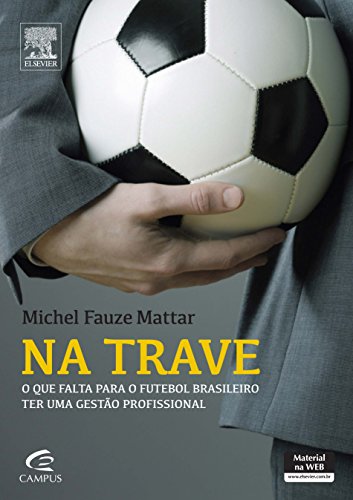 ELSEVIER
Michel Fauze Mattar
NA TRAVE
O QUE FALTA PARA O FUTEBOL BRASILEIRO
TER UMA GESTÃO PROFISSIONAL
Material
na WEB
www.elsevier.com.br
CAMPUS